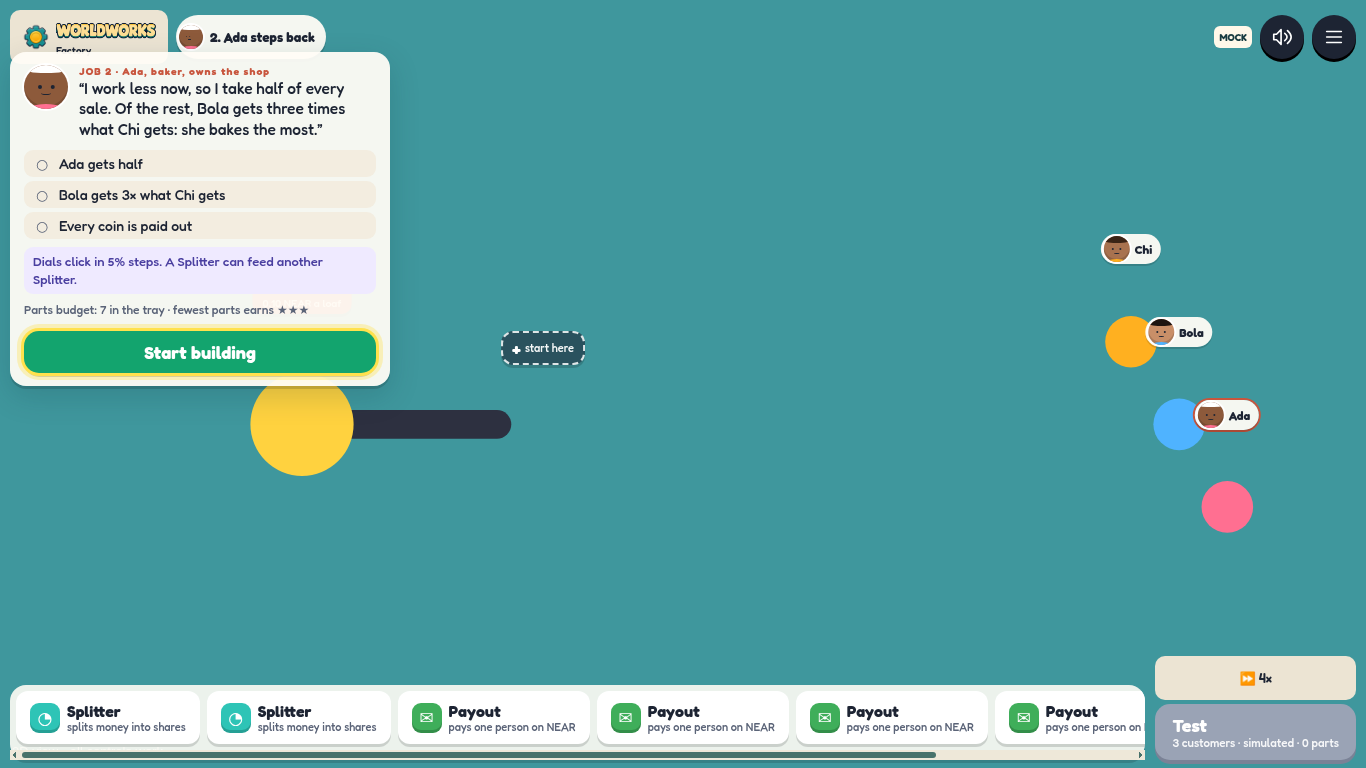 WORLDWORKS
Factory
2. Ada steps back
MOCK
JOB 2 · Ada, baker, owns the shop
“I work less now, so I take half of every
sale. Of the rest, Bola gets three times
what Chi gets: she bakes the most.”
Ada gets half
Bola gets 3× what Chi gets
Every coin is paid out
Dials click in 5% steps. A Splitter can feed another
Splitter.
Parts budget: 7 in the tray · fewest parts earns ★★★
Start building
+ start here
Chi
Bola
Ada
Splitter
splits money into shares
Splitter
splits money into shares
Payout
pays one person on NEAR
Payout
pays one person on NEAR
Payout
pays one person on NEAR
Payout
pays one person on
4x
Test
3 customers · simulated · 0 parts